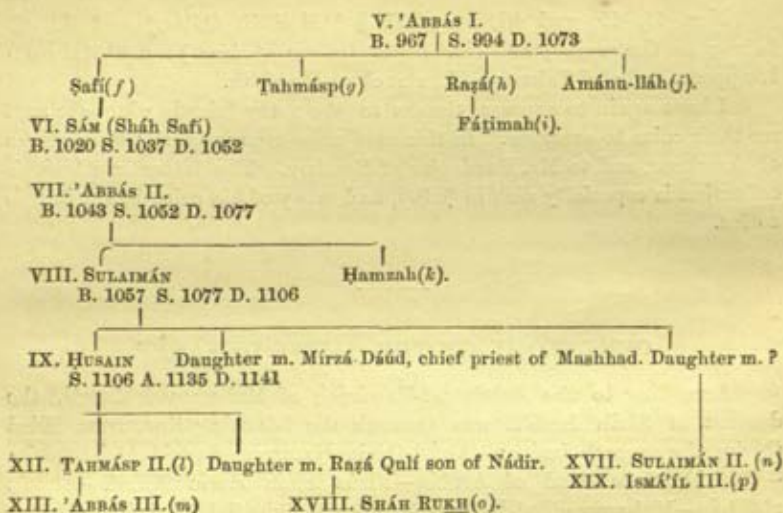 V. 'ABBÁS I.
B. 967 | S. 994 D. 1073
Ṣafí(f) Ṭahmásp(g) Raẓá(h) Amánu-lláh(j).
VI. SÁM (Sháh Safí) Fáṭimah(i).
B. 1020 S. 1037 D. 1052
VII. 'ABBÁS II.
B. 1043 S. 1052 D. 1077
VIII. SULAIMÁN Ḥamzah(k).
B. 1057 S. 1077 D. 1106
IX. ḤUSAIN Daughter m. Mírzá Dáúd, chief priest of Mashhad. Daughter m. ?
S. 1106 A. 1135 D. 1141
XII. ṬAHMÁSP II.(l) Daughter m. Raẓá Qulí son of Nádir. XVII. SULAIMÁN II. (n)
XIX. ISMÁ'ÍL III.(p)
XIII. 'ABBÁS III.(m) XVIII. SHÁH RUKH(o).